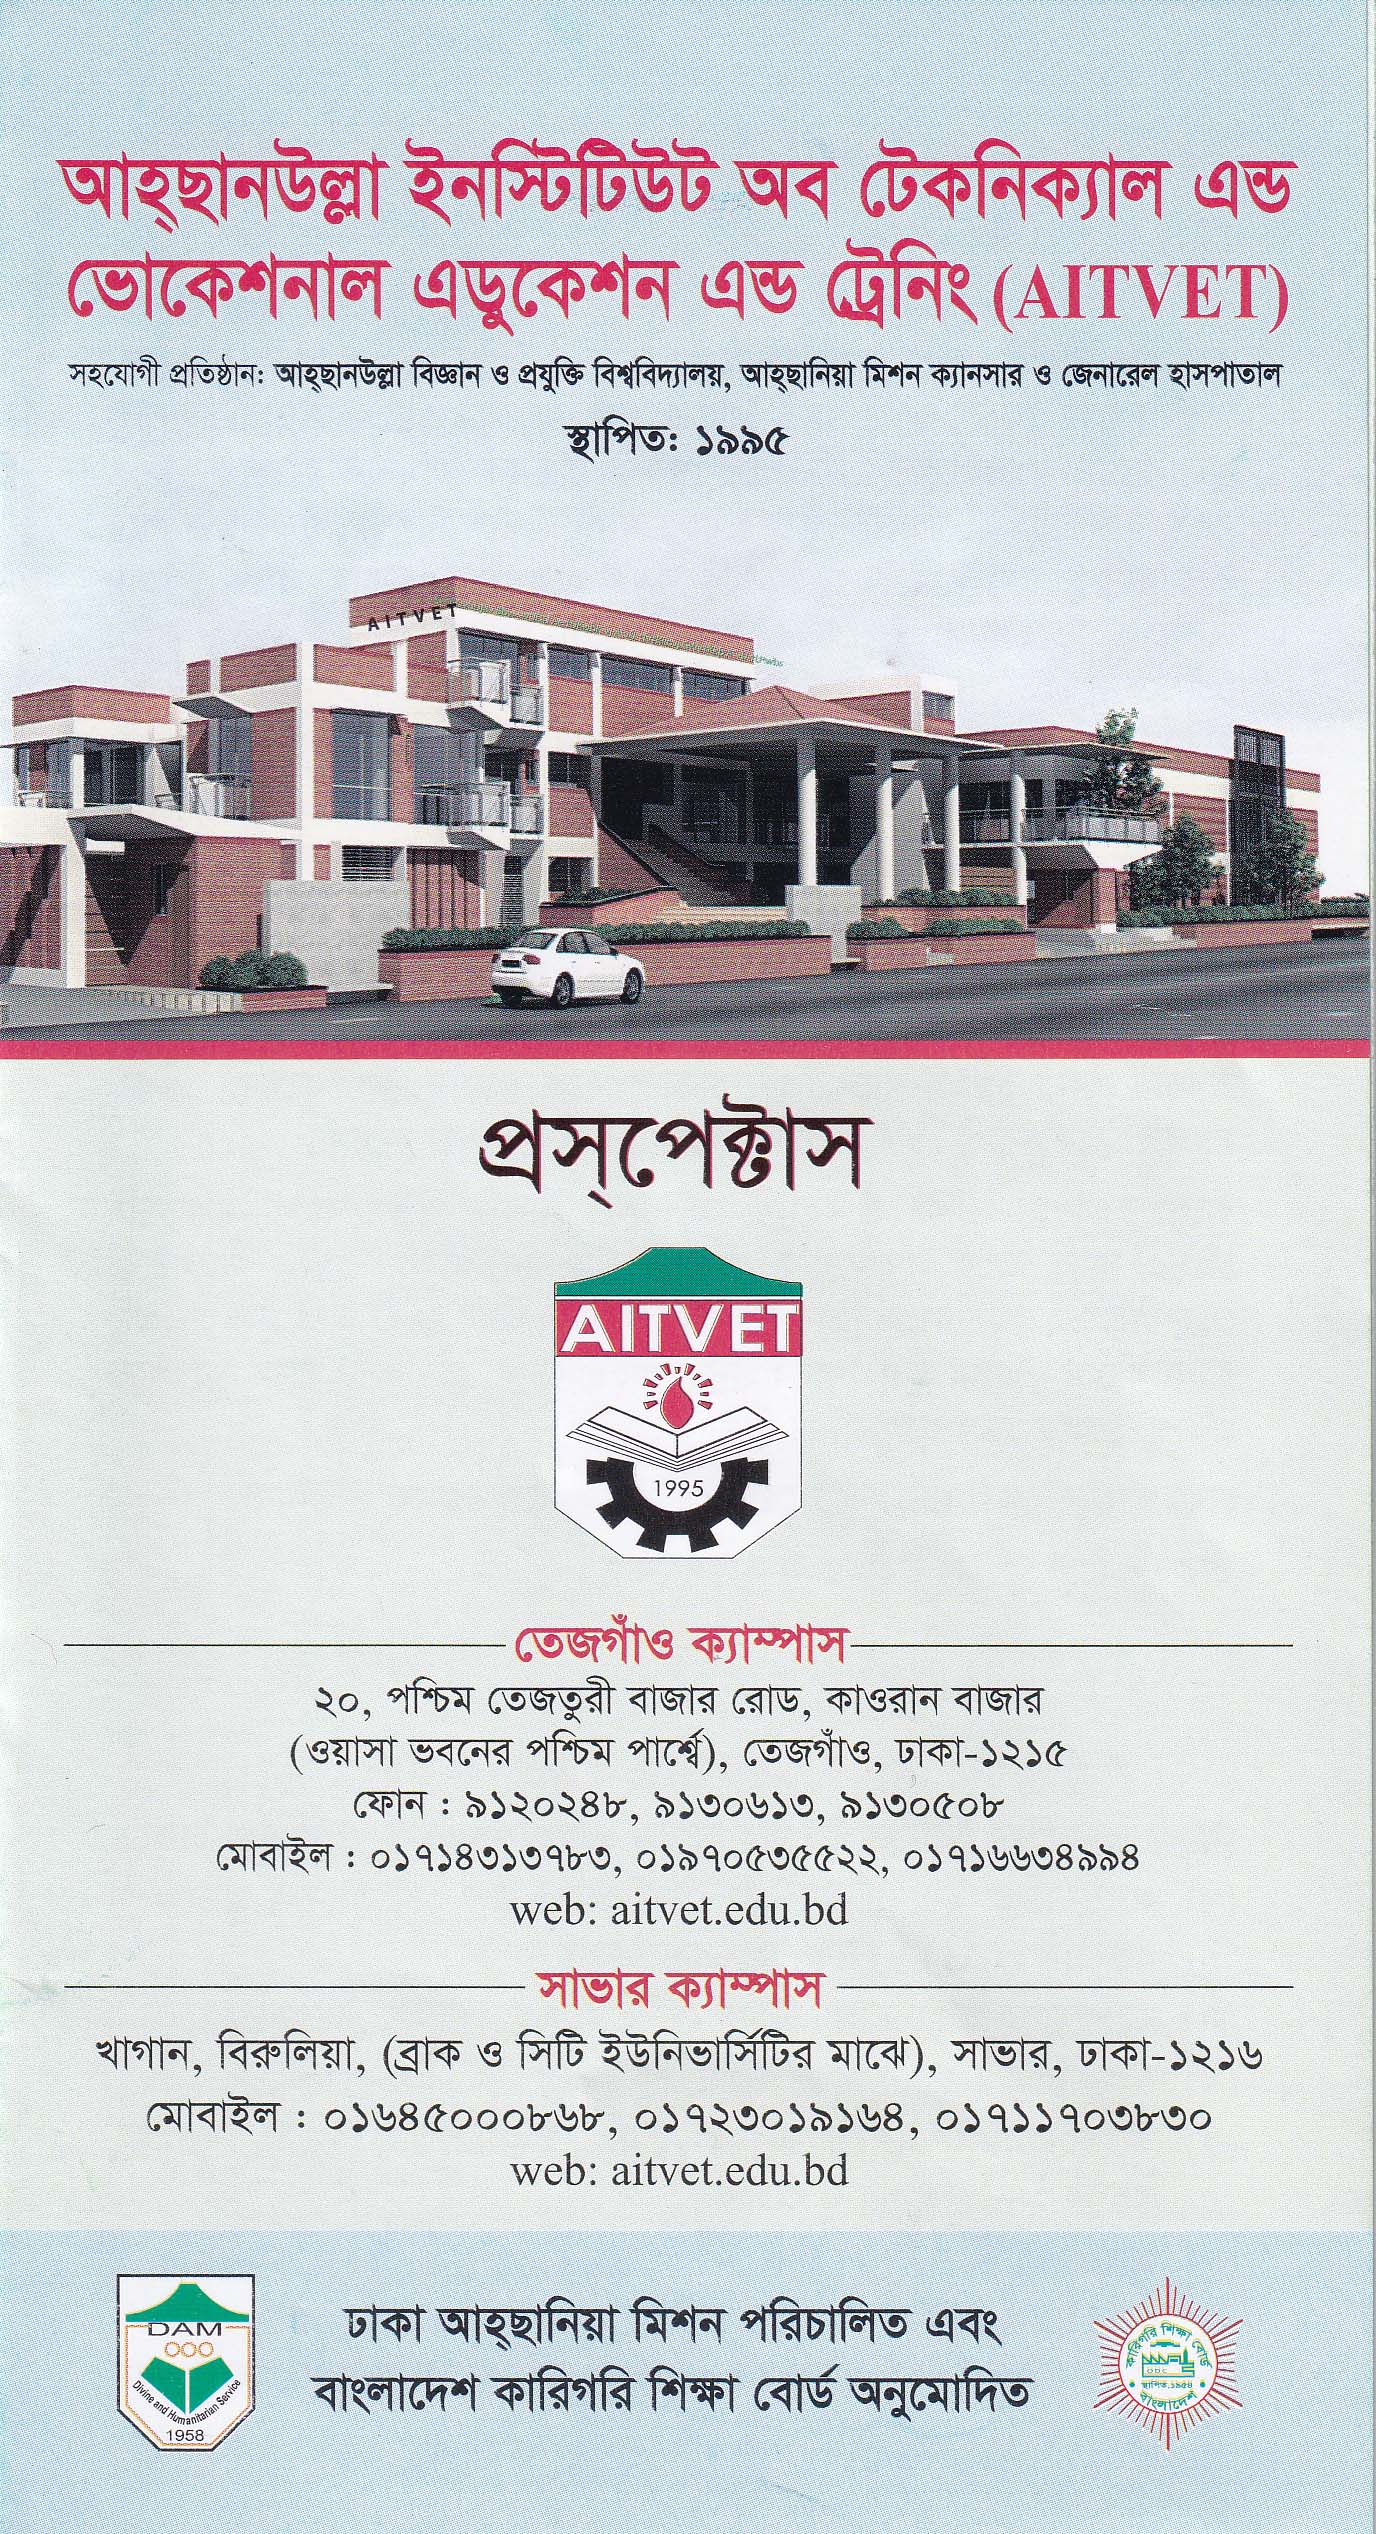 আহ্‌ছানউল্লা ইনস্টিটিউট অব টেকনিক্যাল এন্ড
ভোকেশনাল এডুকেশন এন্ড ট্রেনিং (AITVET)
সহযোগী প্রতিষ্ঠান: আহ্‌ছানউল্লা বিজ্ঞান ও প্রযুক্তি বিশ্ববিদ্যালয়, আহ্‌ছানিয়া মিশন ক্যানসার ও জেনারেল হাসপাতাল
স্থাপিত: ১৯৯৫
AITVET
প্রস্‌পেক্টাস
AITVET
1995
তেজগাঁও ক্যাম্পাস
২০, পশ্চিম তেজতুরী বাজার রোড, কাওরান বাজার
(ওয়াসা ভবনের পশ্চিম পার্শ্বে), তেজগাঁও, ঢাকা-১২১৫
ফোন : ৯১২০২৪৮, ৯১৩০৬১৩, ৯১৩০৫০৮
মোবাইল : ০১৭১৪৩১৩৭৮৩, ০১৯৭০৫৩৫৫২২, ০১৭১৬৬৩৪৯৯৪
web: aitvet.edu.bd
সাভার ক্যাম্পাস
খাগান, বিরুলিয়া, (ব্রাক ও সিটি ইউনিভার্সিটির মাঝে), সাভার, ঢাকা-১২১৬
মোবাইল : ০১৬৪৫০০০৮৬৮, ০১৭২৩০১৯১৬৪, ০১৭১১৭০৩৮৩০
web: aitvet.edu.bd
ঢাকা আহ্‌ছানিয়া মিশন পরিচালিত এবং
বাংলাদেশ কারিগরি শিক্ষা বোর্ড অনুমোদিত
DAM
Divine and Humanitarian Service
1958
কারিগরি শিক্ষা বোর্ড
স্থাপিত.১৯৫৪
বাংলাদেশ